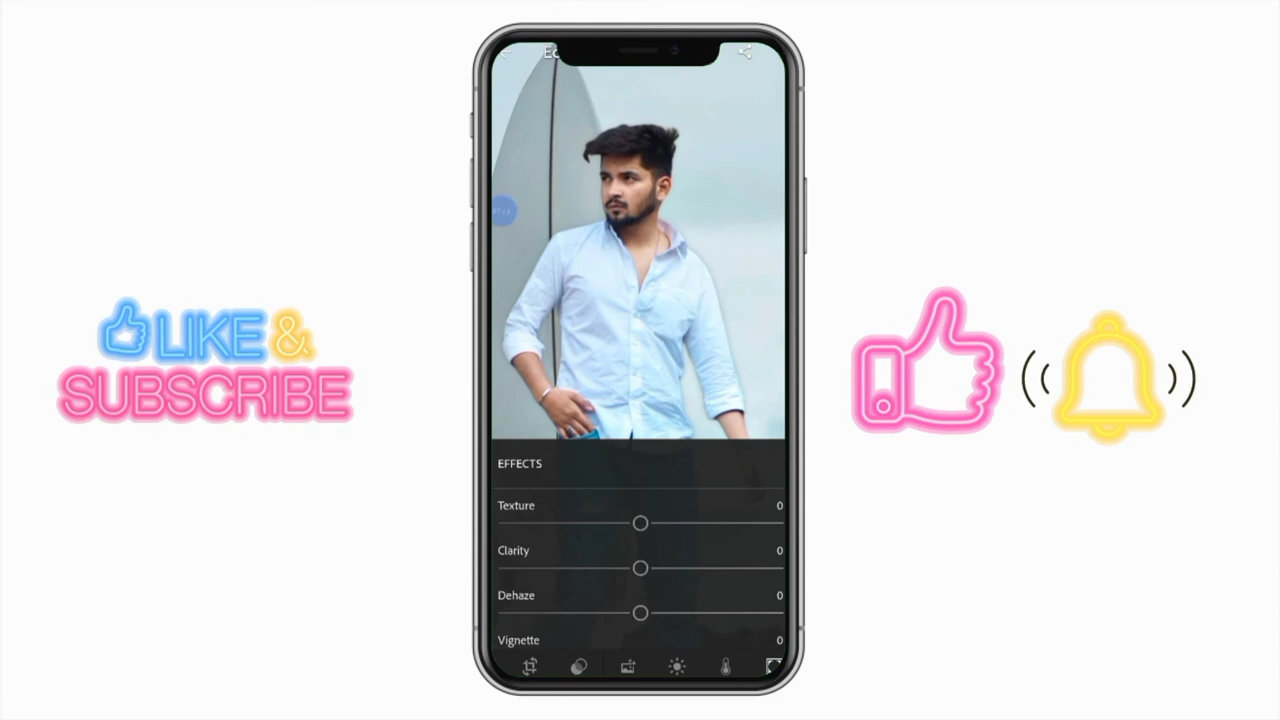 LIKE &
SUBSCRIBE
EFFECTS
Texture 0
Clarity 0
Dehaze 0
Vignette 0